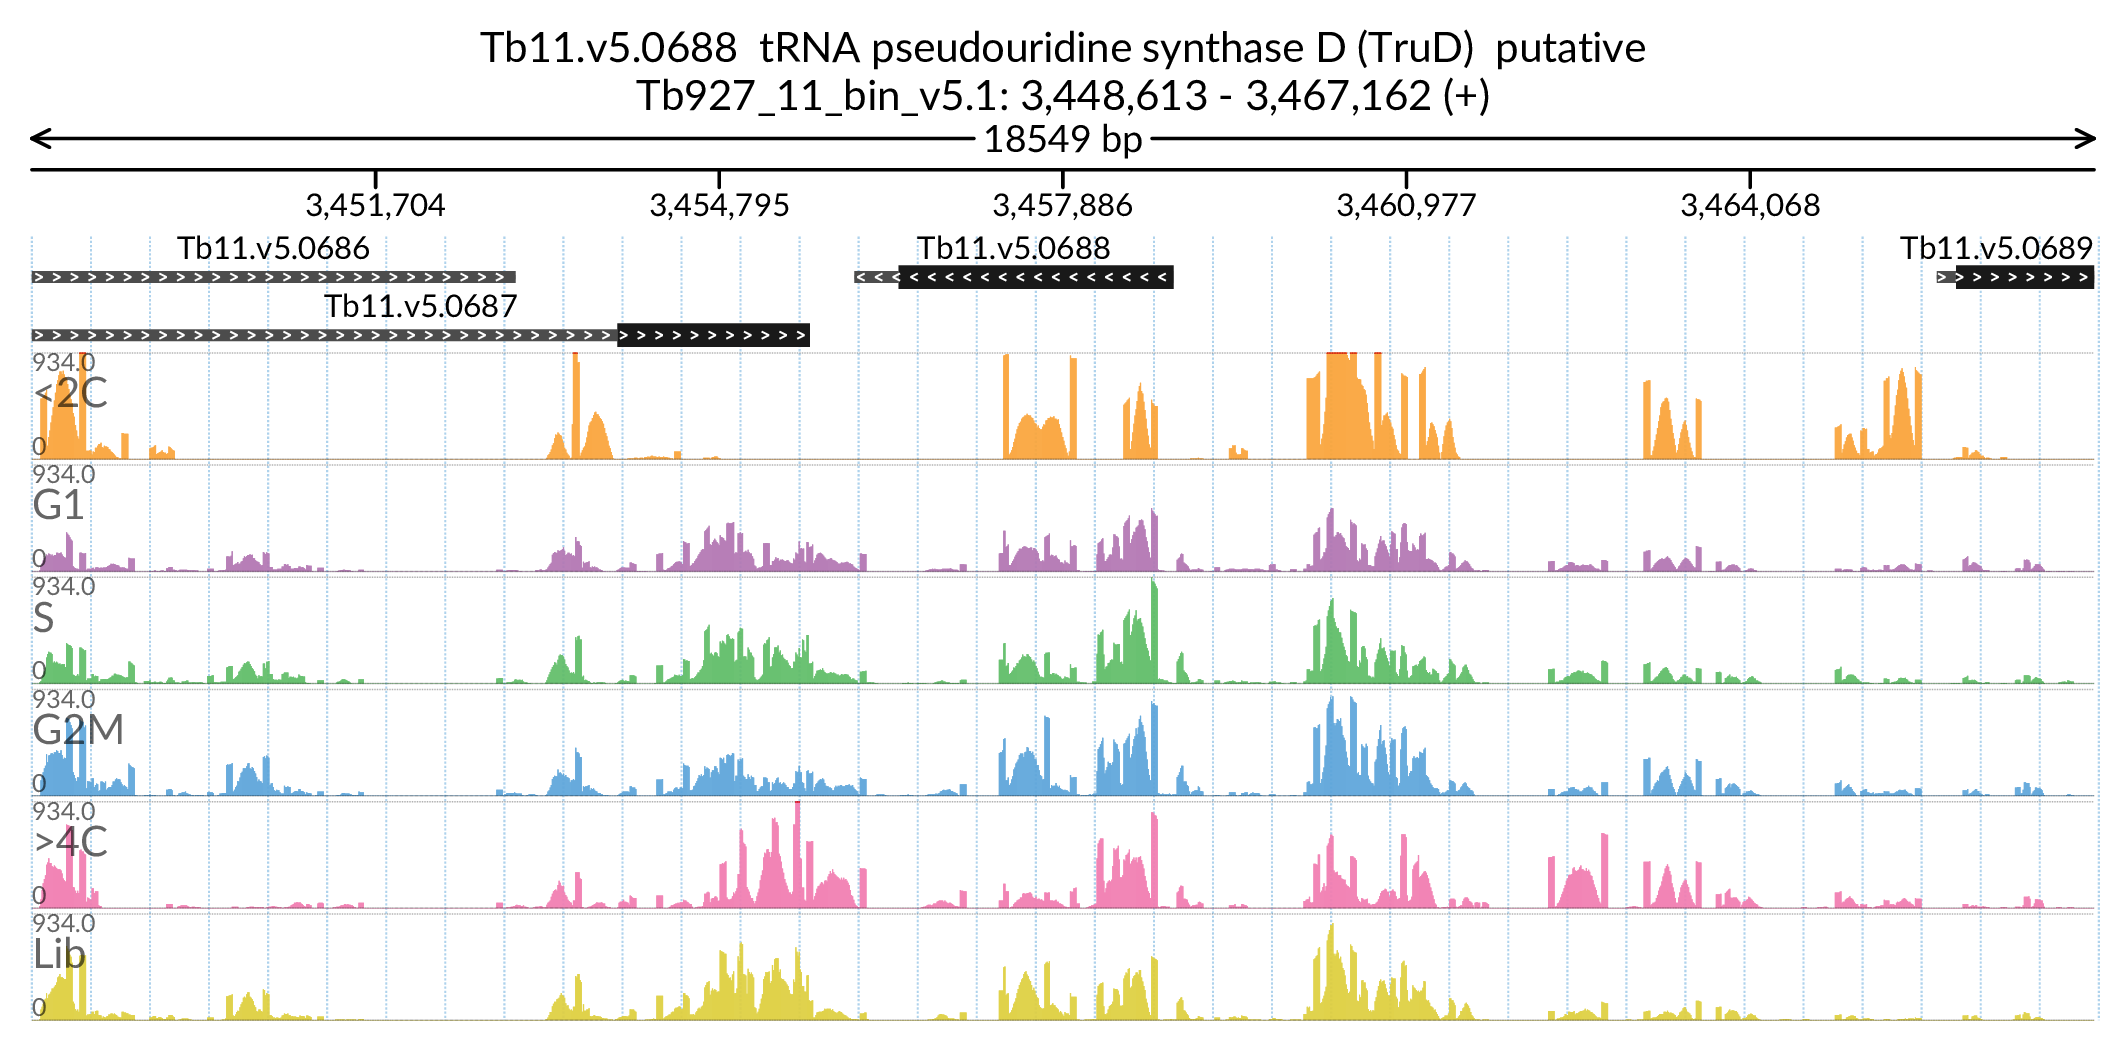 Tb11.v5.0688 tRNA pseudouridine synthase D (TruD) putative
Tb927_11_bin_v5.1: 3,448,613 - 3,467,162 (+)
18549 bp
3,451,704 3,454,795 3,457,886 3,460,977 3,464,068
Tb11.v5.0686 Tb11.v5.0688 Tb11.v5.0689
Tb11.v5.0687
934.0
<2C
0
934.0
G1
0
934.0
S
0
934.0
G2M
0
934.0
>4C
0
934.0
Lib
0